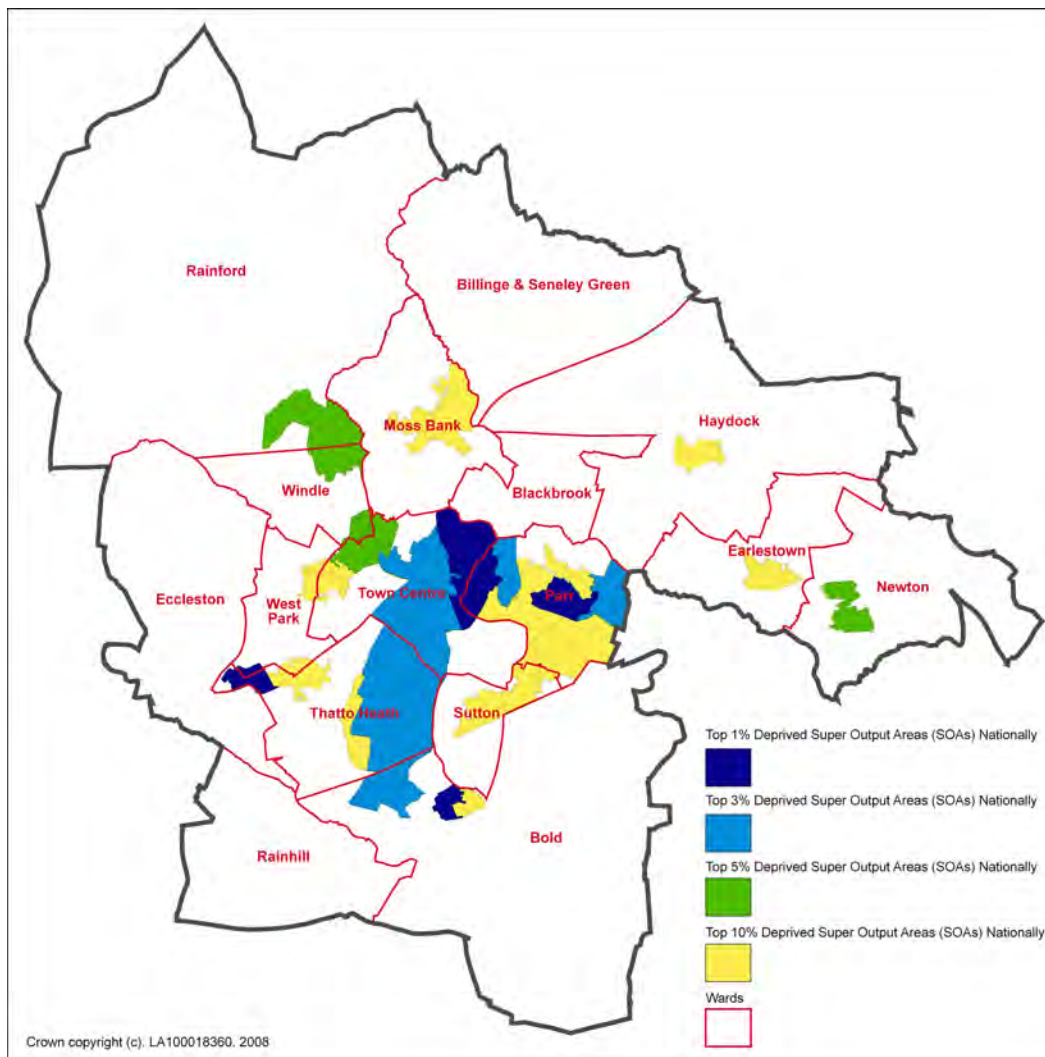 Rainford
Billinge & Seneley Green
Moss Bank
Haydock
Windle
Blackbrook
Earlestown
Newton
Eccleston
West
Park
Town Centre
Parr
Thatto Heath
Sutton
Rainhill
Bold
Top 1% Deprived Super Output Areas (SOAs) Nationally
Top 3% Deprived Super Output Areas (SOAs) Nationally
Top 5% Deprived Super Output Areas (SOAs) Nationally
Top 10% Deprived Super Output Areas (SOAs) Nationally
Wards
Crown copyright (c). LA100018360. 2008